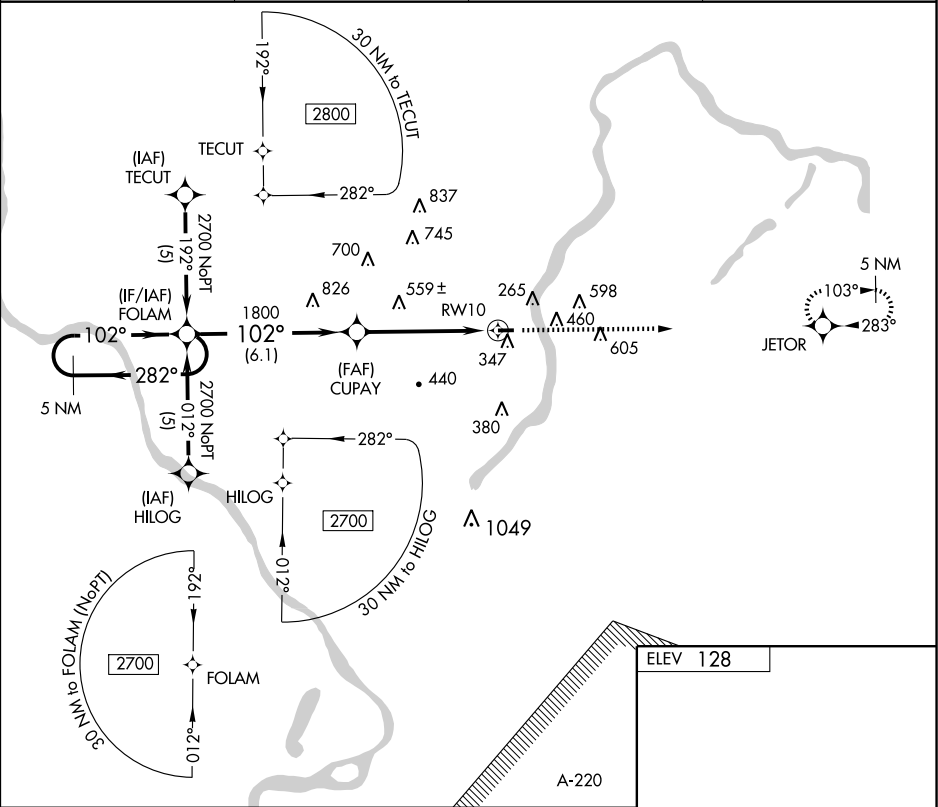 192°
30 NM to TECUT
2800
TECUT
282°
(IAF)
TECUT
2700 NoPT
192°
(5)
837
745
700
826
559 ±
265
598
460
347
605
RW10
(IF/IAF)
FOLAM
1800
102°
(6.1)
102°
282°
5 NM
(FAF)
CUPAY
440
380
5 NM
103°
283°
JETOR
2700 NoPT
012°
(5)
(IAF)
HILOG
282°
HILOG
2700
012°
30 NM to HILOG
1049
30 NM to FOLAM (NoPT)
192°
2700
FOLAM
012°
ELEV 128
A-220